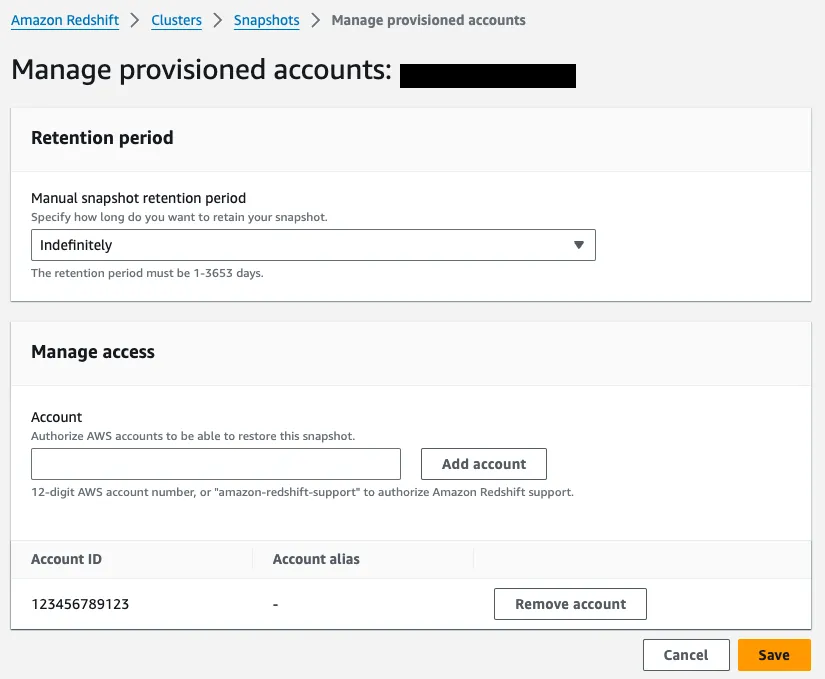 Amazon Redshift > Clusters > Snapshots > Manage provisioned accounts
Manage provisioned accounts:
Retention period
Manual snapshot retention period
Specify how long do you want to retain your snapshot.
Indefinitely
The retention period must be 1-3653 days.
Manage access
Account
Authorize AWS accounts to be able to restore this snapshot.
Add account
12-digit AWS account number, or "amazon-redshift-support" to authorize Amazon Redshift support.
Account ID Account alias
123456789123 - Remove account
Cancel Save